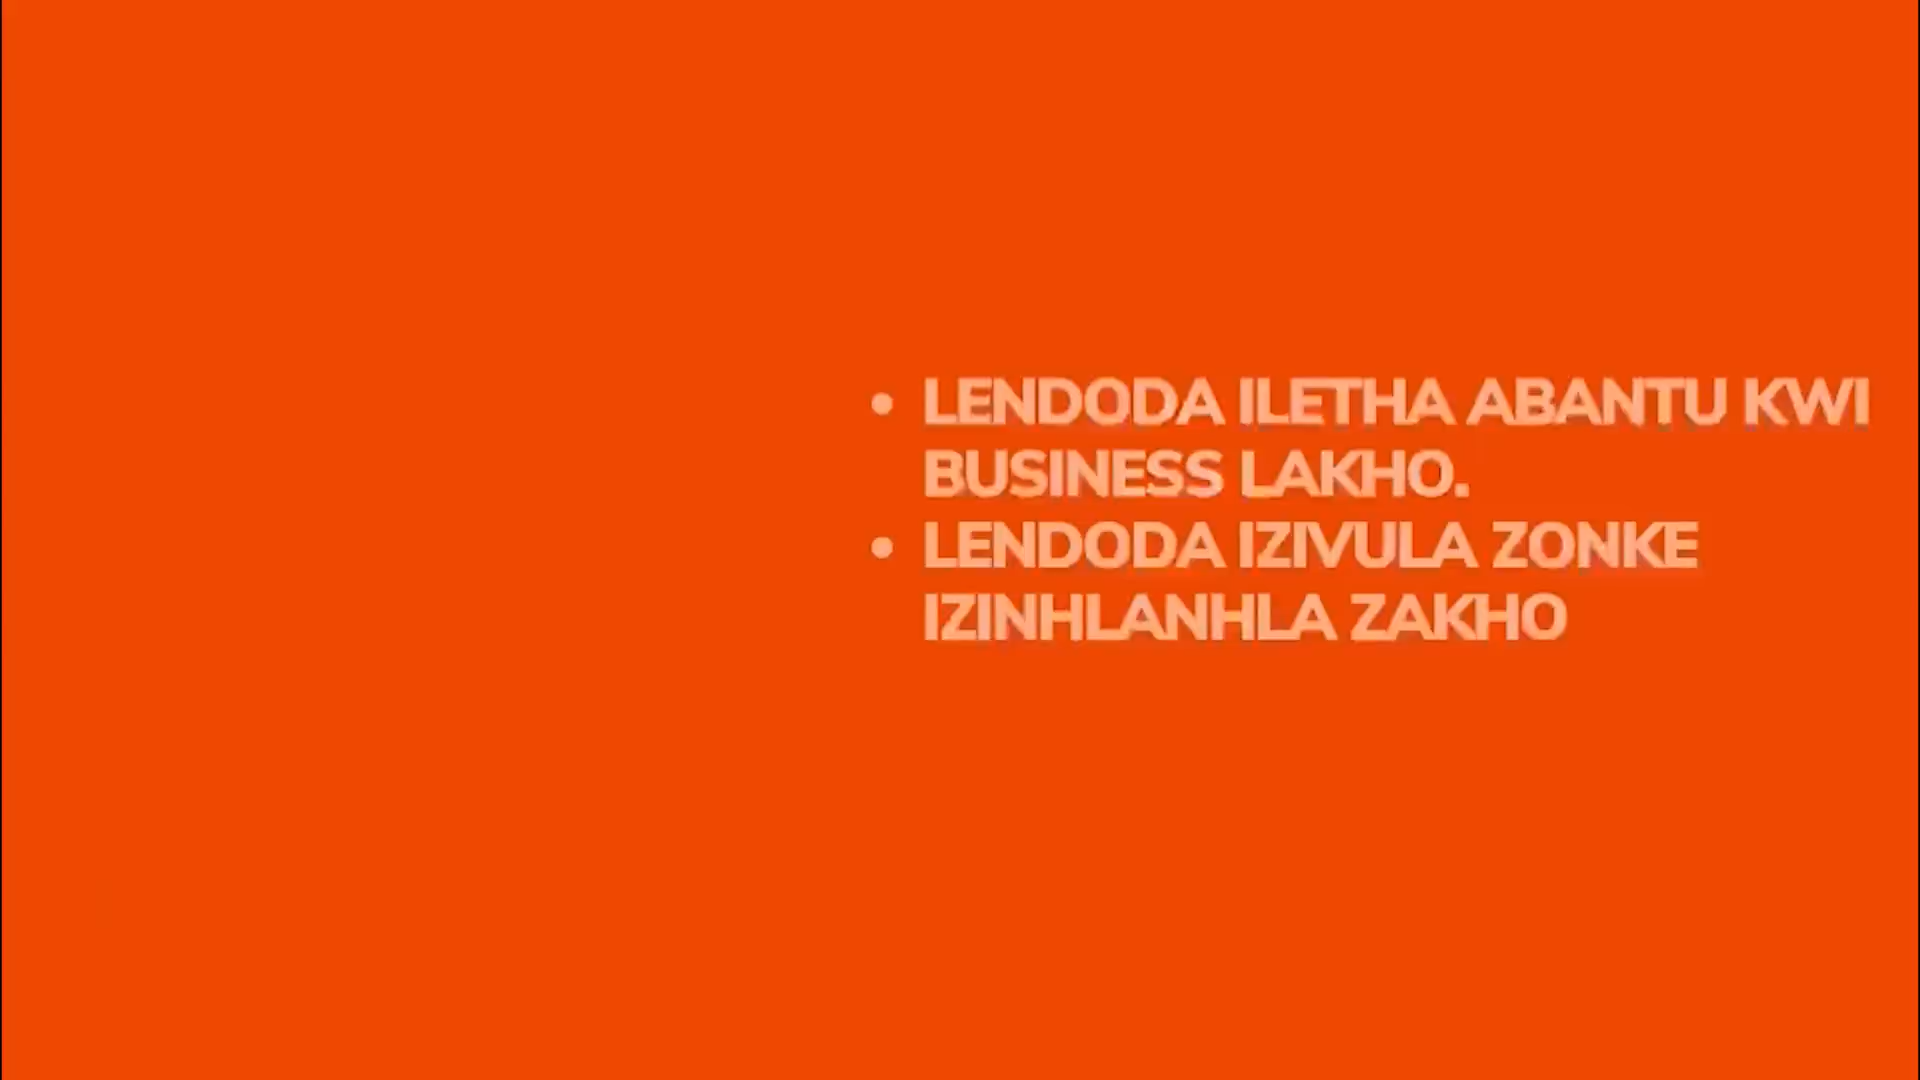 • LENDODA ILETHA ABANTU KWI
BUSINESS LAKHO.
• LENDODA IZIVULA ZONKE
IZINHLANHLA ZAKHO